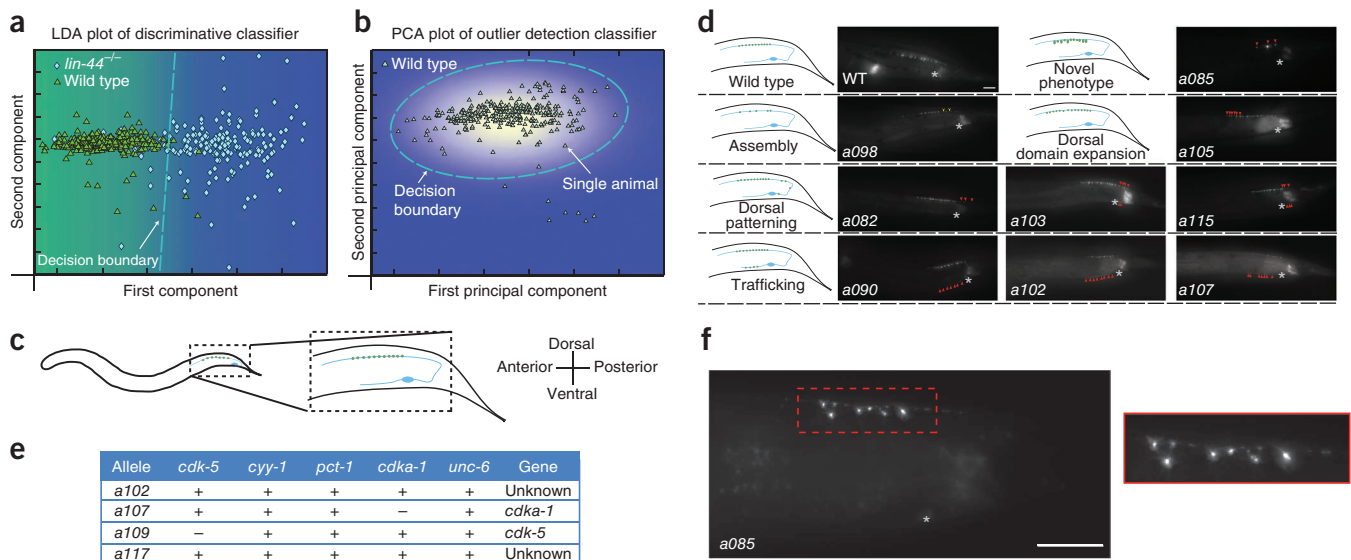 a
LDA plot of discriminative classifier
lin-44–/–
Wild type
Decision boundary
Second component
First component
b
PCA plot of outlier detection classifier
Wild type
Decision
boundary
Single animal
Second principal component
First principal component
c
Dorsal
Anterior
Posterior
Ventral
d
Wild type
WT
*
Novel
phenotype
a085
*
Assembly
a098
*
Dorsal
domain expansion
a105
*
Dorsal
patterning
a082
*
a103
*
a115
*
Trafficking
a090
*
a102
*
a107
*
e
Allele cdk-5 cyy-1 pct-1 cdka-1 unc-6 Gene
a102 + + + + + Unknown
a107 + + + – + cdka-1
a109 – + + + + cdk-5
a117 + + + + + Unknown
f
a085
*